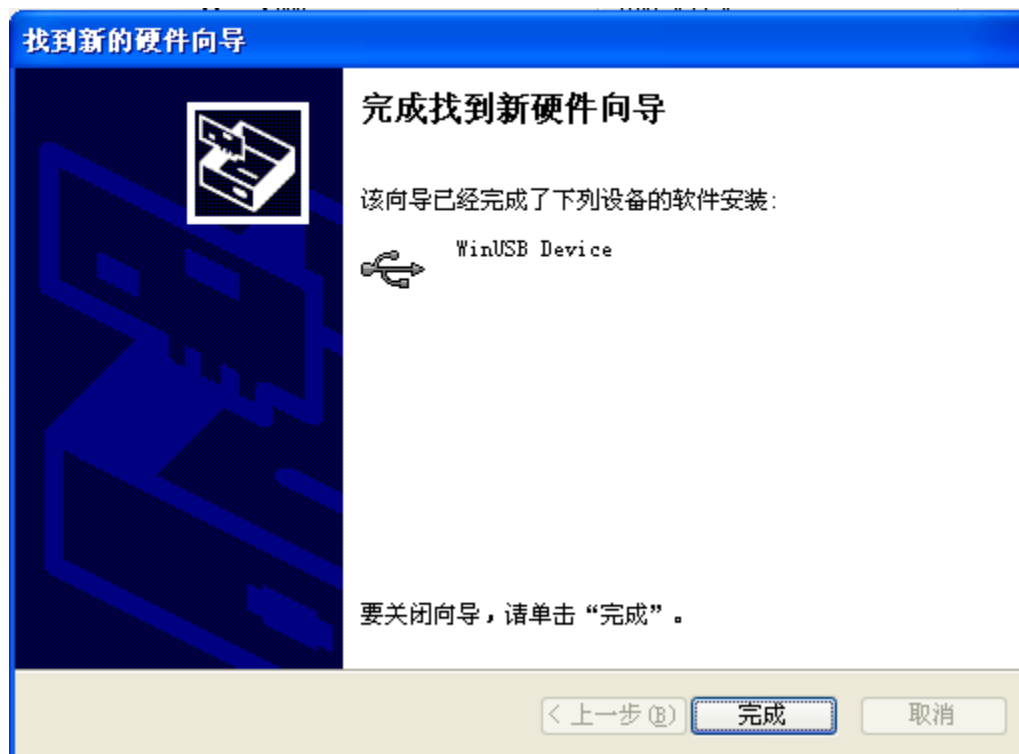 找到新的硬件向导
完成找到新硬件向导
该向导已经完成了下列设备的软件安装:
WinUSB Device
要关闭向导，请单击“完成”。
< 上一步(B)
完成
取消